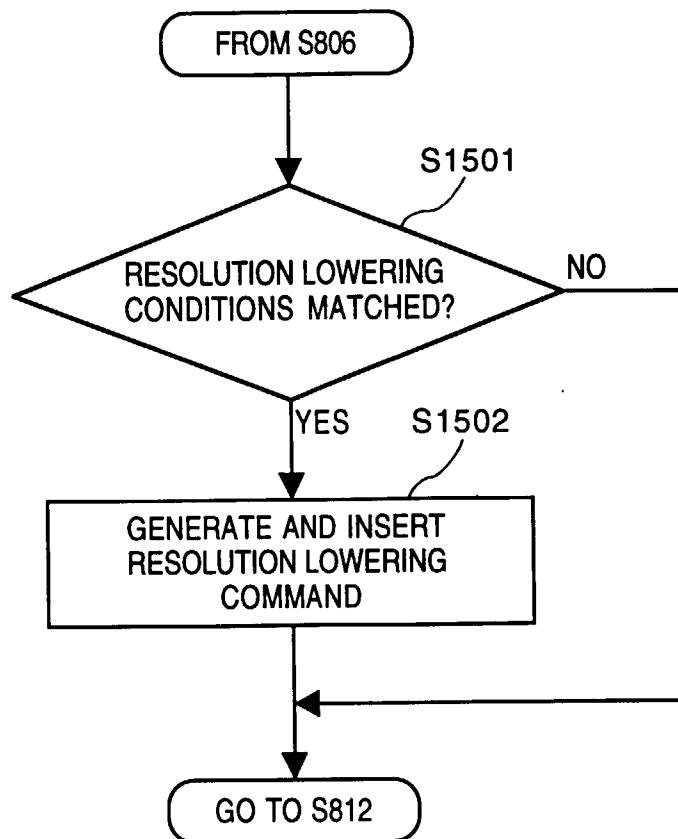 FROM S806
S1501
RESOLUTION LOWERING
CONDITIONS MATCHED?
NO
YES
S1502
GENERATE AND INSERT
RESOLUTION LOWERING
COMMAND
GO TO S812